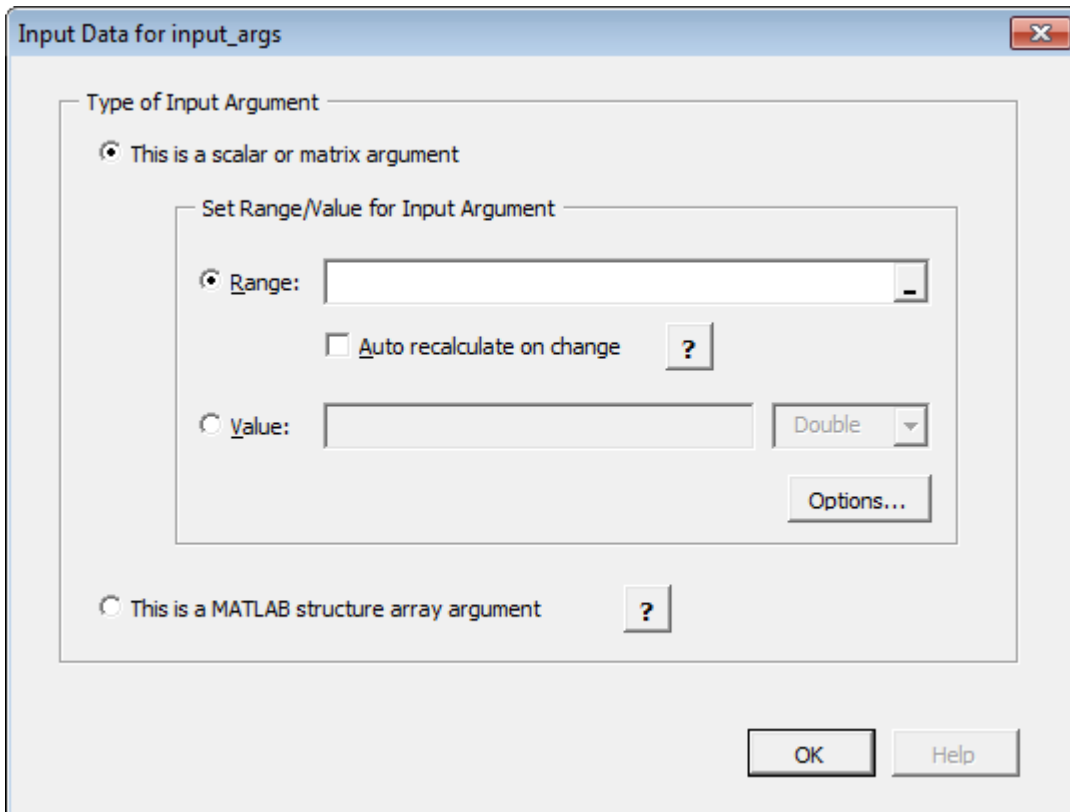 Input Data for input_args
Type of Input Argument
This is a scalar or matrix argument
Set Range/Value for Input Argument
Range:
Auto recalculate on change ?
Value: Double
Options...
This is a MATLAB structure array argument ?
OK Help